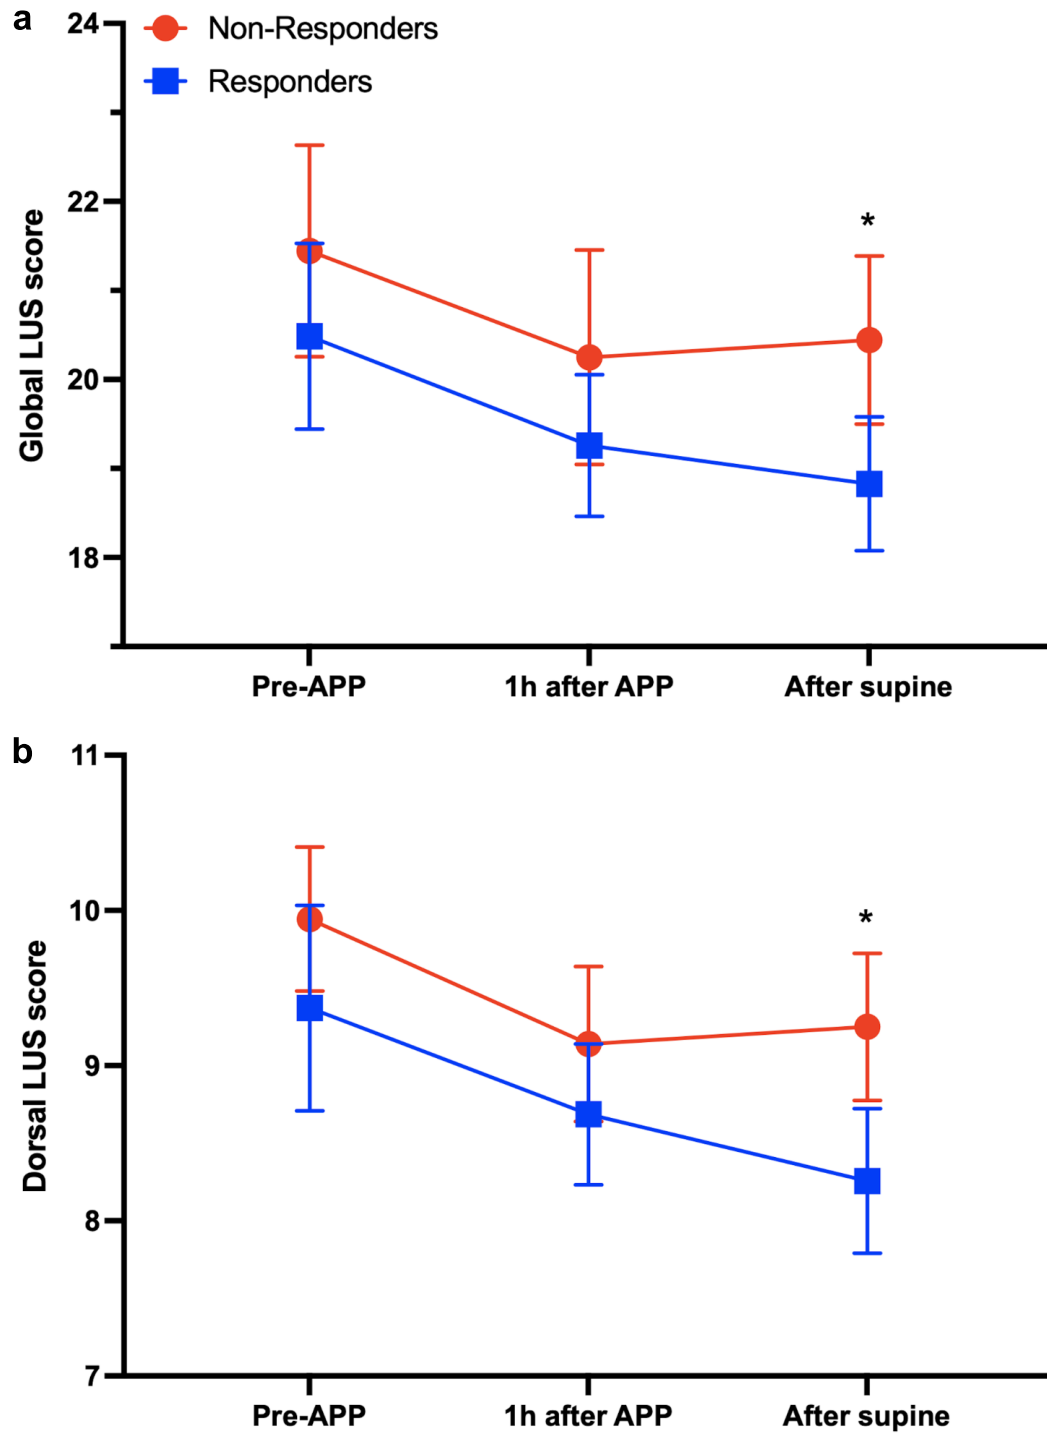 a
24
Non-Responders
Responders
22
*
20
18
Global LUS score
Pre-APP 1h after APP After supine
b
11
10
*
9
8
7
Dorsal LUS score
Pre-APP 1h after APP After supine